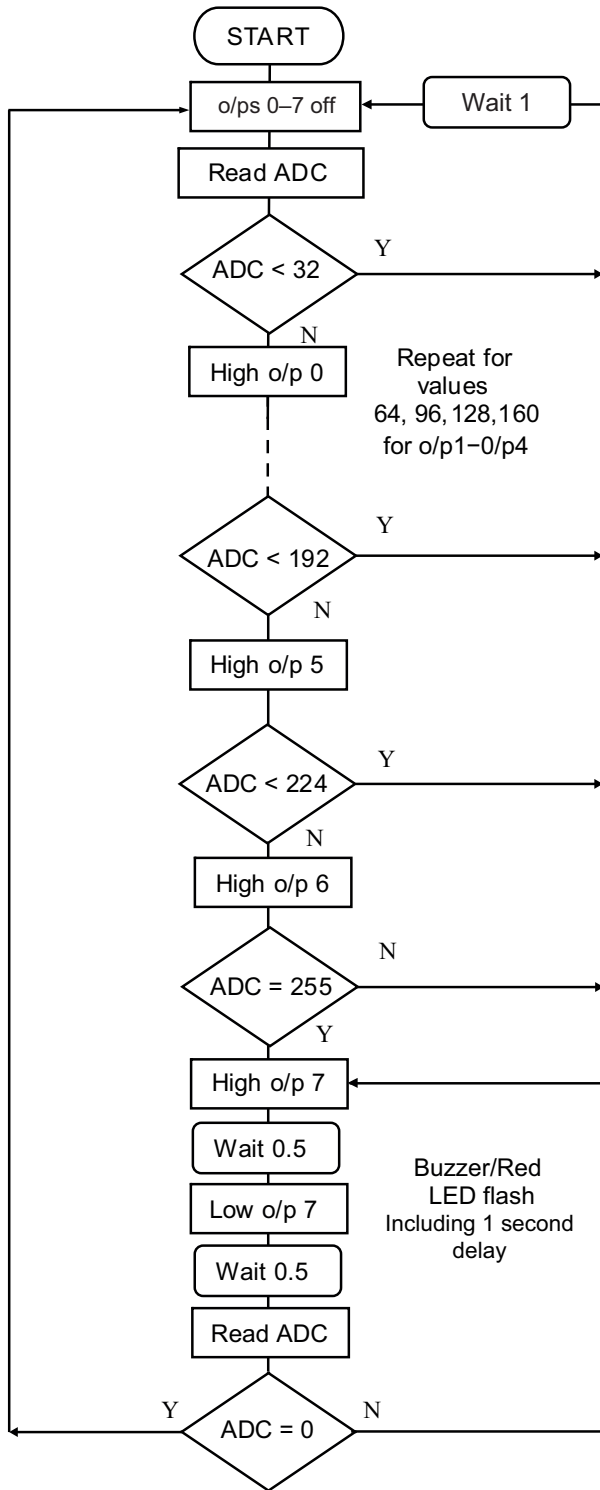 START
o/ps 0–7 off
Wait 1
Read ADC
ADC < 32
Y
N
High o/p 0
Repeat for
values
64, 96, 128,160
for o/p1−0/p4
ADC < 192
Y
N
High o/p 5
ADC < 224
Y
N
High o/p 6
ADC = 255
N
Y
High o/p 7
Wait 0.5
Low o/p 7
Wait 0.5
Read ADC
Buzzer/Red
LED flash
Including 1 second
delay
Y
ADC = 0
N